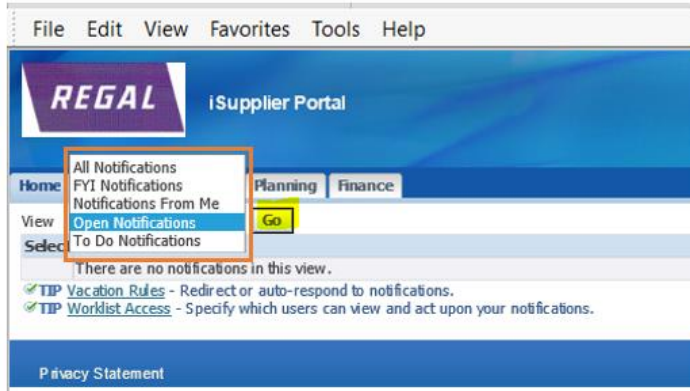 File Edit View Favorites Tools Help
REGAL iSupplier Portal
All Notifications
FYI Notifications
Notifications From Me
Open Notifications
To Do Notifications
Home Planning Finance
View Go
Selec
There are no notifications in this view.
TIP Vacation Rules - Redirect or auto-respond to notifications.
TIP Worklist Access - Specify which users can view and act upon your notifications.
Privacy Statement